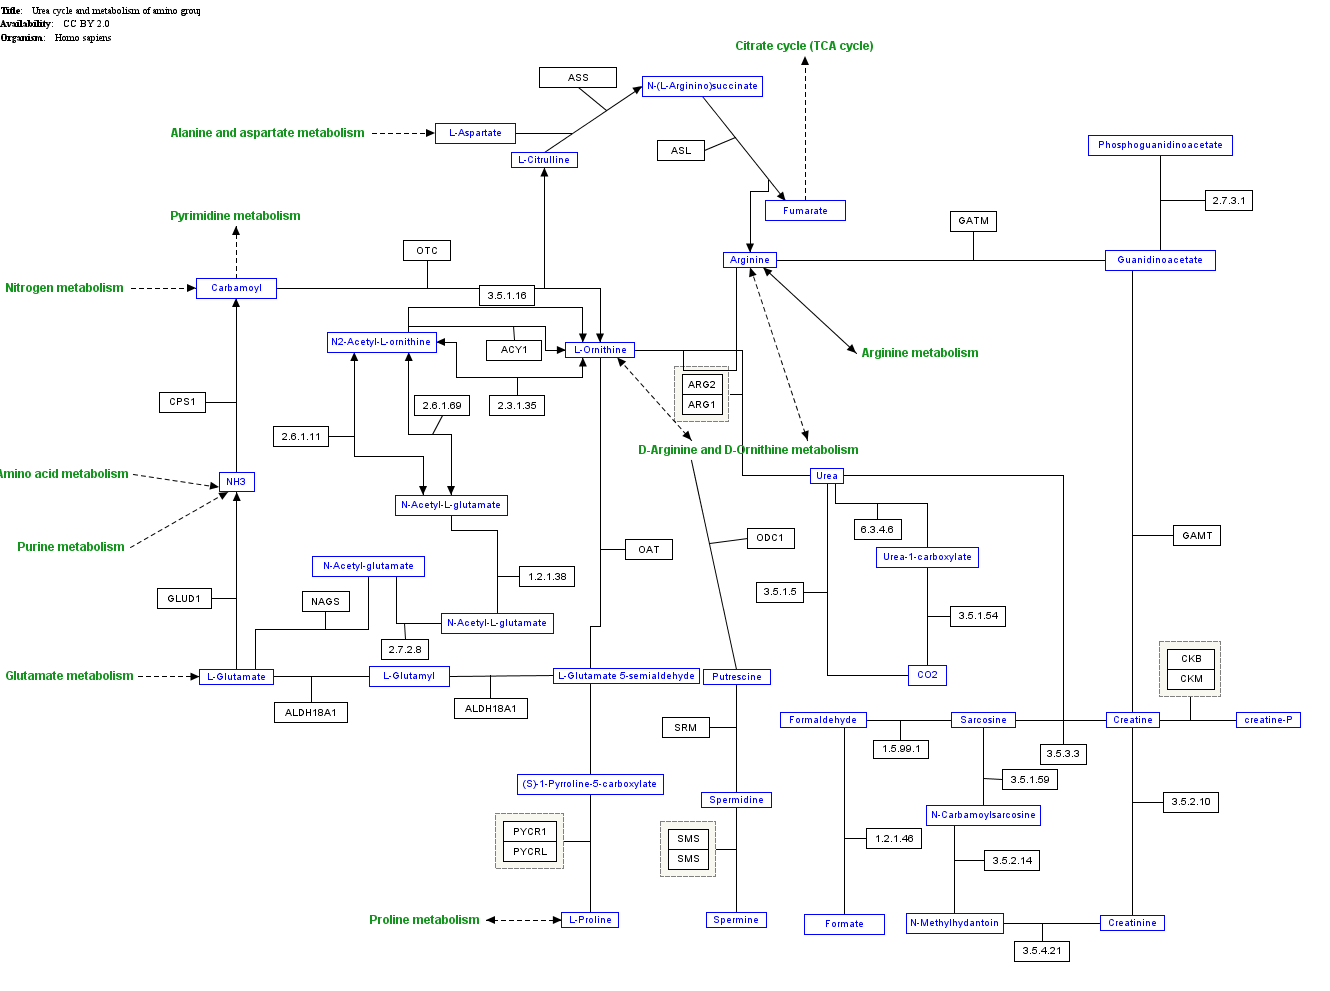 Title: Urea cycle and metabolism of amino group
Availability: CC BY 2.0
Organism: Homo sapiens
Citrate cycle (TCA cycle)
ASS
N-(L-Arginino)succinate
Alanine and aspartate metabolism
L-Aspartate
L-Citrulline
ASL
Phosphoguanidinoacetate
2.7.3.1
Fumarate
Pyrimidine metabolism
GATM
OTC
Arginine
Guanidinoacetate
Nitrogen metabolism
Carbamoyl
3.5.1.16
N2-Acetyl-L-ornithine
ACY1
L-Ornithine
Arginine metabolism
ARG2
ARG1
CPS1
2.6.1.69
2.3.1.35
2.6.1.11
D-Arginine and D-Ornithine metabolism
Amino acid metabolism
NH3
Urea
N-Acetyl-L-glutamate
6.3.4.6
Purine metabolism
OAT
ODC1
GAMT
Urea-1-carboxylate
N-Acetyl-glutamate
1.2.1.38
3.5.1.5
GLUD1
NAGS
3.5.1.54
N-Acetyl-L-glutamate
2.7.2.8
CKB
CKM
Glutamate metabolism
L-Glutamate
L-Glutamyl
L-Glutamate 5-semialdehyde
Putrescine
CO2
ALDH18A1
ALDH18A1
SRM
Formaldehyde
Sarcosine
Creatine
creatine-P
1.5.99.1
3.5.3.3
(S)-1-Pyrroline-5-carboxylate
3.5.1.59
Spermidine
3.5.2.10
N-Carbamoylsarcosine
PYCR1
PYCRL
SMS
SMS
1.2.1.46
3.5.2.14
Proline metabolism
L-Proline
Spermine
Formate
N-Methylhydantoin
Creatinine
3.5.4.21